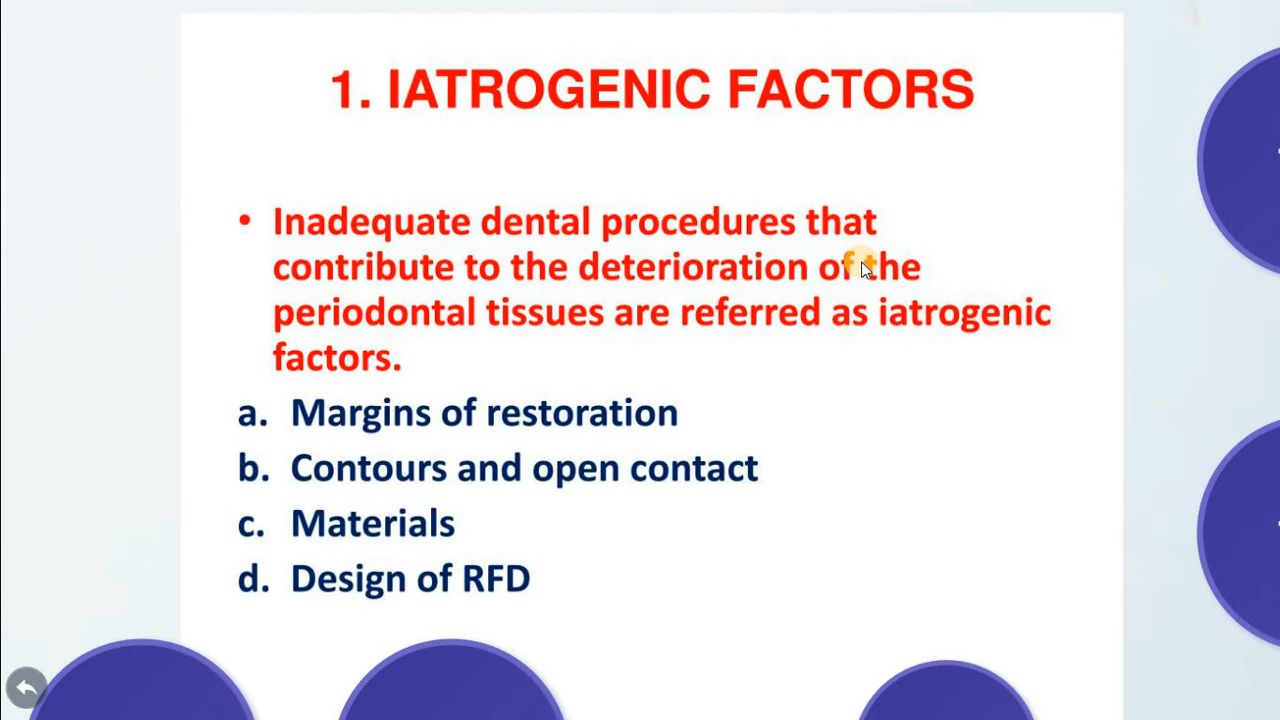 1. IATROGENIC FACTORS
• Inadequate dental procedures that
contribute to the deterioration of the
periodontal tissues are referred as iatrogenic
factors.
a. Margins of restoration
b. Contours and open contact
c. Materials
d. Design of RFD